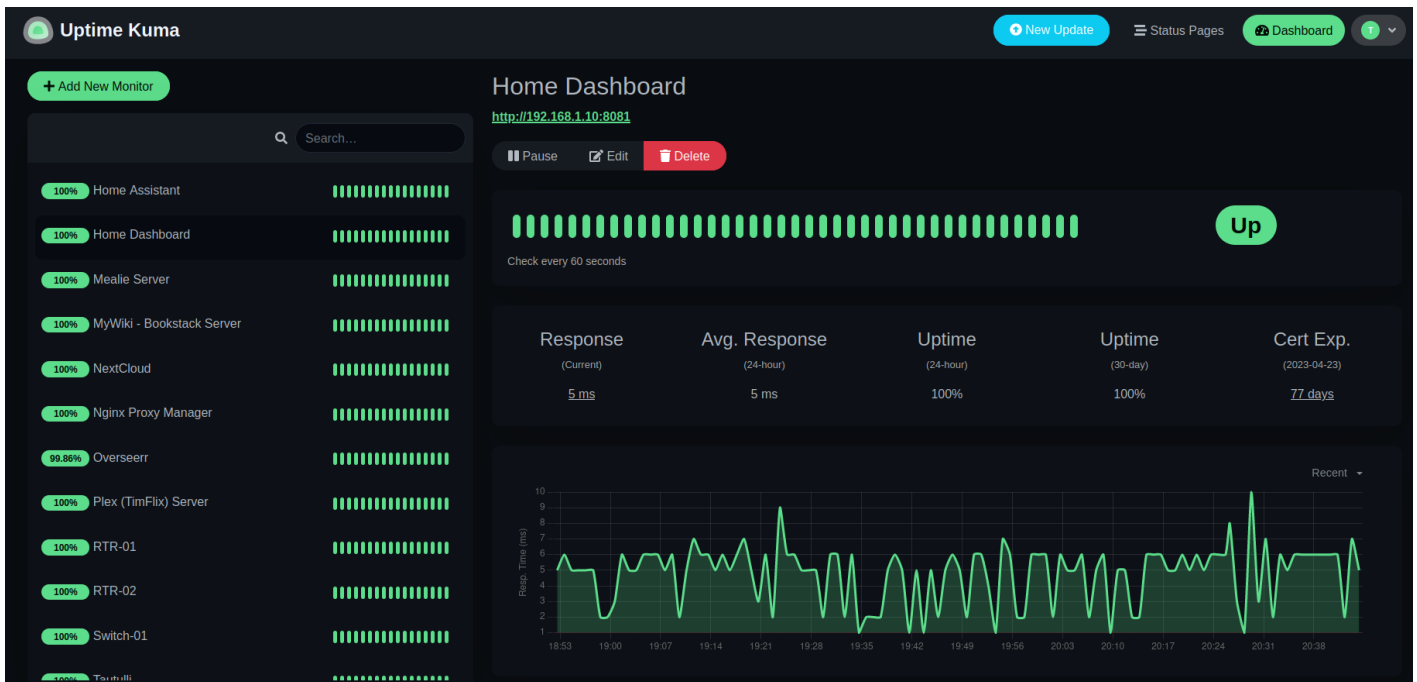 Uptime Kuma
New Update
Status Pages
Dashboard
T
Add New Monitor
Search...
100% Home Assistant
100% Home Dashboard
100% Mealie Server
100% MyWiki - Bookstack Server
100% NextCloud
100% Nginx Proxy Manager
99.86% Overseerr
100% Plex (TimFlix) Server
100% RTR-01
100% RTR-02
100% Switch-01
100% Tautulli
Home Dashboard
http://192.168.1.10:8081
Pause Edit Delete
Up
Check every 60 seconds
Response Avg. Response Uptime Uptime Cert Exp.
(Current) (24-hour) (24-hour) (30-day) (2023-04-23)
5 ms 5 ms 100% 100% 77 days
Recent
Resp. Time (ms)
10
9
8
7
6
5
4
3
2
1
18:53 19:00 19:07 19:14 19:21 19:28 19:35 19:42 19:49 19:56 20:03 20:10 20:17 20:24 20:31 20:38